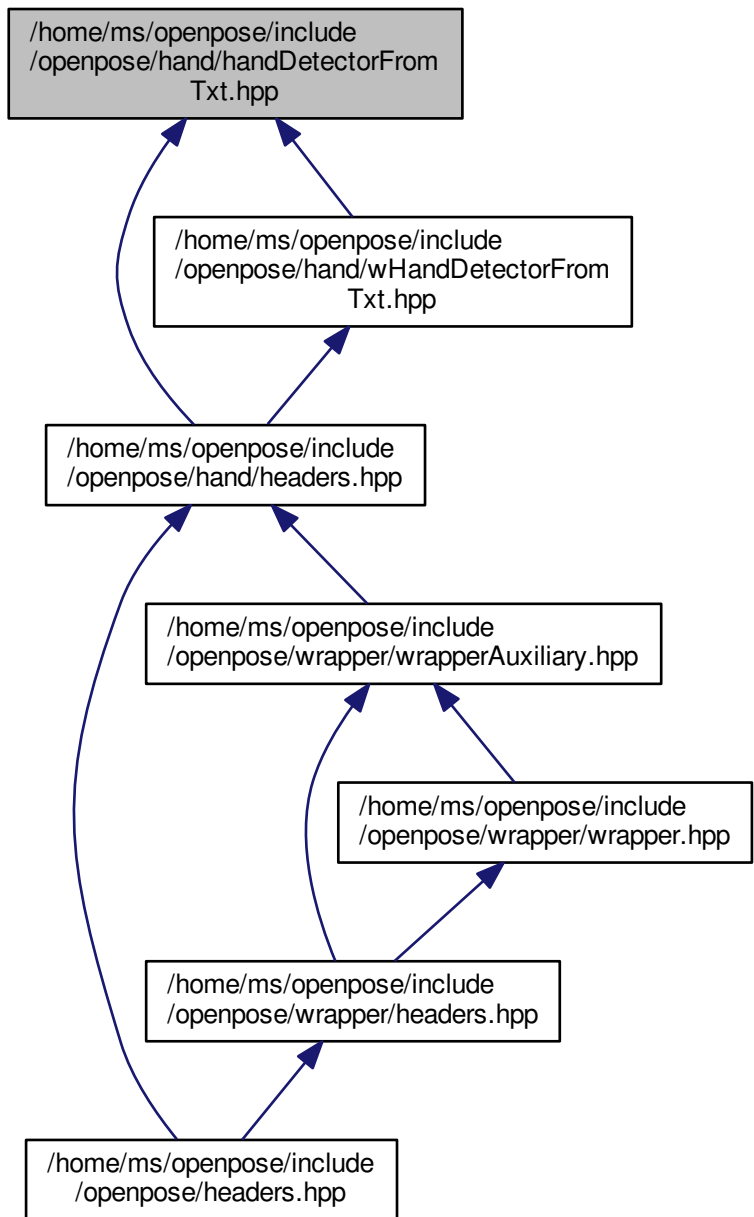 /home/ms/openpose/include
/openpose/hand/handDetectorFrom
Txt.hpp
/home/ms/openpose/include
/openpose/hand/wHandDetectorFrom
Txt.hpp
/home/ms/openpose/include
/openpose/hand/headers.hpp
/home/ms/openpose/include
/openpose/wrapper/wrapperAuxiliary.hpp
/home/ms/openpose/include
/openpose/wrapper/wrapper.hpp
/home/ms/openpose/include
/openpose/wrapper/headers.hpp
/home/ms/openpose/include
/openpose/headers.hpp